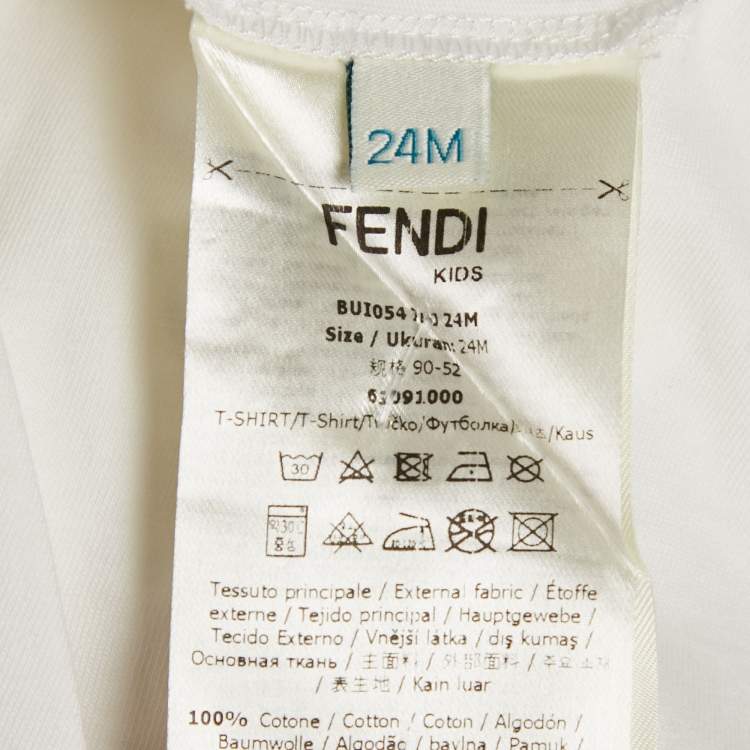 24M
FENDI
KIDS
24M
Size / Ukuran: 24M
规格 90-52
T-SHIRT/T-Shirt/ /Футболка/ /Kaus
30
Tessuto principale / External fabric / Étoffe
externe / Tejido principal / Hauptgewebe /
Tecido Externo / Vnější látka / dış kumaş /
Основная ткань / 主面料 / 外部面料 / 주요 소재
/ 表生地 / Kain luar
100% Cotone / Cotton / Coton / Algodón /
Baumwolle / Algodão / bavlna / Pamuk /